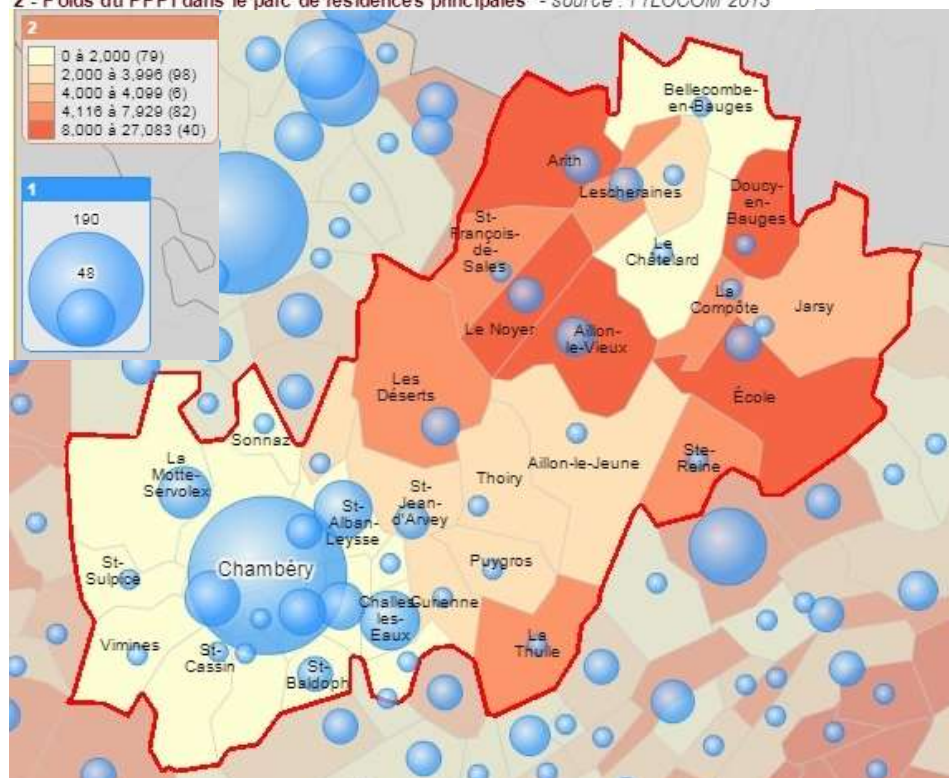 2 - Poids du PPPI dans le parc de résidences principales - source : FILOCOM 2013
2
0 à 2,000 (79)
2,000 à 3,996 (98)
4,000 à 4,099 (6)
4,116 à 7,929 (82)
8,000 à 27,083 (40)
1
190
48
Bellecombe-
en-Bauges
Arith
Lescheraines
Doucy-
en-
Bauges
St-
François-
de-
Sales
Le
Châtelard
La
Compôte
Jarsy
Le Noyer
Aillon-
le-Vieux
Les
Déserts
École
Sonnaz
La
Motte-
Servolex
Ste-
Reine
Aillon-le-Jeune
Thoiry
St-
Jean-
d'Arvey
St-
Alban-
Leysse
Chambéry
Puygros
St-
Sulpice
Challes-
les-
Eaux
Curienne
La
Thuile
Vimines
St-
Cassin
St-
Baldoph